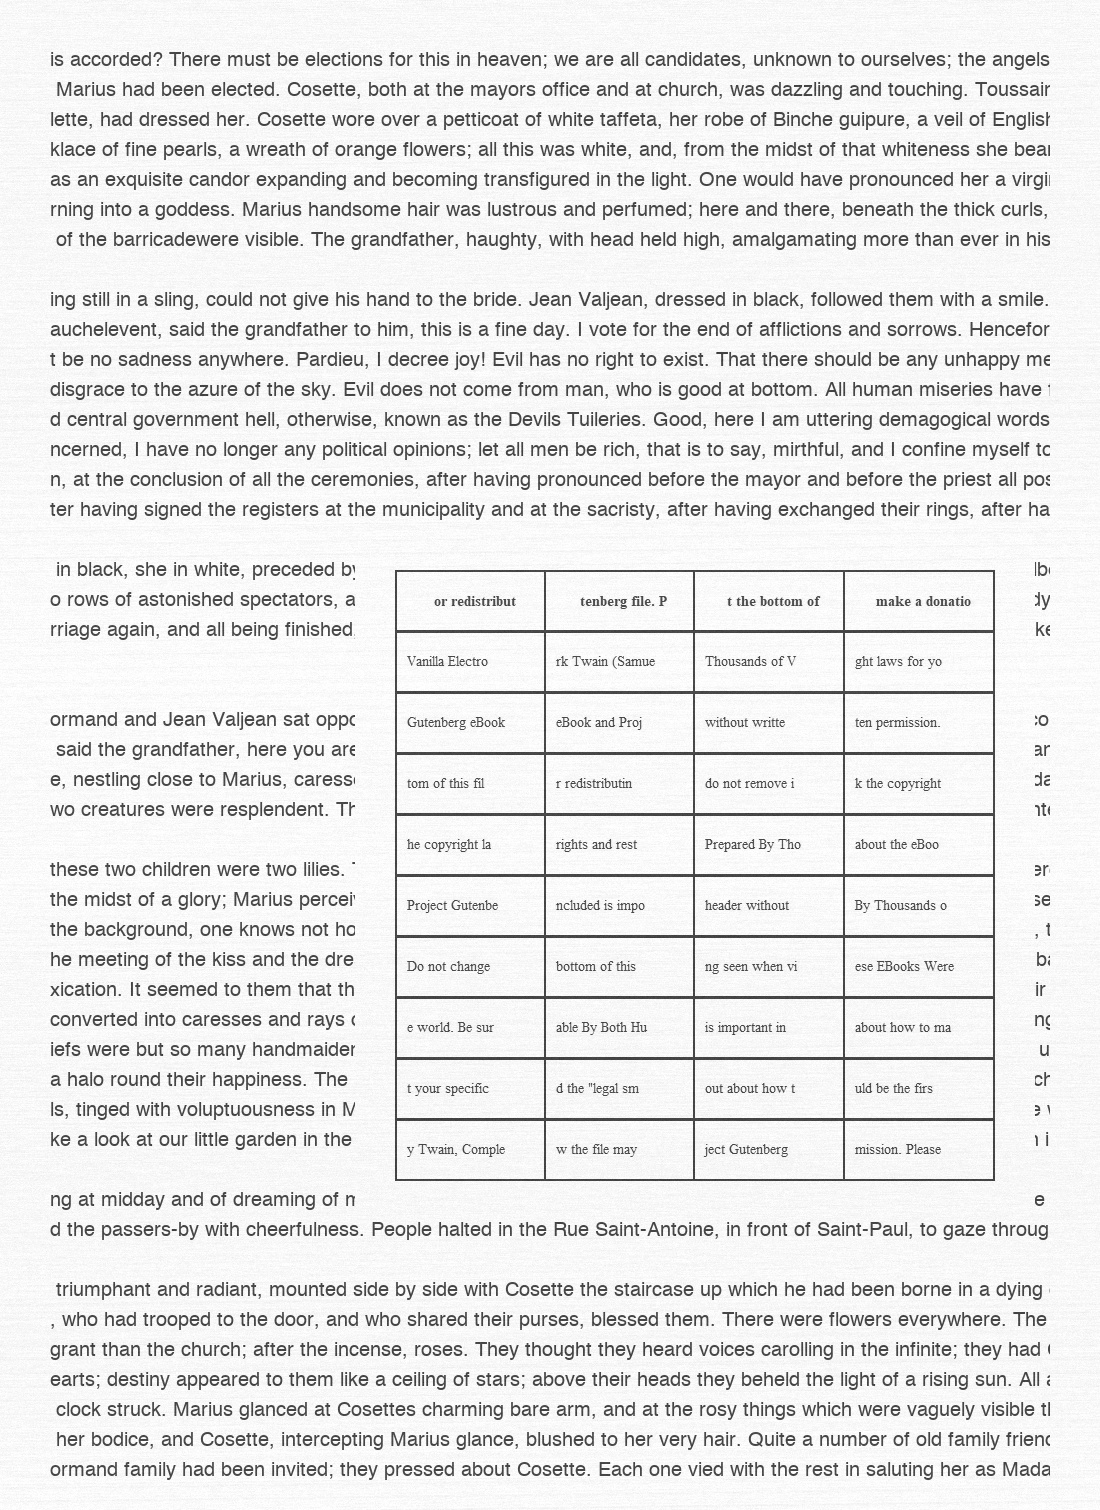 is accorded? There must be elections for this in heaven; we are all candidates, unknown to ourselves; the angels
Marius had been elected. Cosette, both at the mayors office and at church, was dazzling and touching.
lette, had dressed her. Cosette wore over a petticoat of white taffeta, her robe of Binche guipure, a veil of English
klace of fine pearls, a wreath of orange flowers; all this was white, and, from the midst of that whiteness she
as an exquisite candor expanding and becoming transfigured in the light. One would have pronounced her a
rning into a goddess. Marius handsome hair was lustrous and perfumed; here and there, beneath the thick curls,
of the barricadewere visible. The grandfather, haughty, with head held high, amalgamating more than ever in his
ing still in a sling, could not give his hand to the bride. Jean Valjean, dressed in black, followed them with a smile.
auchelevent, said the grandfather to him, this is a fine day. I vote for the end of afflictions and sorrows. Hencefor
t be no sadness anywhere. Pardieu, I decree joy! Evil has no right to exist. That there should be any unhappy me
disgrace to the azure of the sky. Evil does not come from man, who is good at bottom. All human miseries have
d central government hell, otherwise, known as the Devils Tuileries. Good, here I am uttering demagogical words
ncerned, I have no longer any political opinions; let all men be rich, that is to say, mirthful, and I confine myself to
n, at the conclusion of all the ceremonies, after having pronounced before the mayor and before the priest all pos
ter having signed the registers at the municipality and at the sacristy, after having exchanged their rings, after ha
in black, she in white, preceded by
o rows of astonished spectators, a
rriage again, and all being finished
or redistribut tenberg file. P t the bottom of make a donatio
Vanilla Electro rk Twain (Samue Thousands of V ght laws for yo
Gutenberg eBook eBook and Proj without writte ten permission.
tom of this fil r redistributin do not remove i k the copyright
he copyright la rights and rest Prepared By Tho about the eBoo
Project Gutenbe ncluded is impo header without By Thousands o
Do not change bottom of this ng seen when vi ese EBooks Were
e world. Be sur able By Both Hu is important in about how to ma
t your specific d the "legal sm out about how t uld be the firs
y Twain, Comple w the file may ject Gutenberg mission. Please
ormand and Jean Valjean sat oppo
said the grandfather, here you are
e, nestling close to Marius, caress
wo creatures were resplendent. Th
these two children were two lilies.
the midst of a glory; Marius percei
the background, one knows not ho
he meeting of the kiss and the dre
xication. It seemed to them that th
converted into caresses and rays
iefs were but so many handmaide
a halo round their happiness. The
ls, tinged with voluptuousness in M
ke a look at our little garden in the
ng at midday and of dreaming of
d the passers-by with cheerfulness. People halted in the Rue Saint-Antoine, in front of Saint-Paul, to gaze throug
triumphant and radiant, mounted side by side with Cosette the staircase up which he had been borne in a dying
, who had trooped to the door, and who shared their purses, blessed them. There were flowers everywhere. The
grant than the church; after the incense, roses. They thought they heard voices carolling in the infinite; they had
earts; destiny appeared to them like a ceiling of stars; above their heads they beheld the light of a rising sun. All
clock struck. Marius glanced at Cosettes charming bare arm, and at the rosy things which were vaguely visible
her bodice, and Cosette, intercepting Marius glance, blushed to her very hair. Quite a number of old family
ormand family had been invited; they pressed about Cosette. Each one vied with the rest in saluting her as Mada